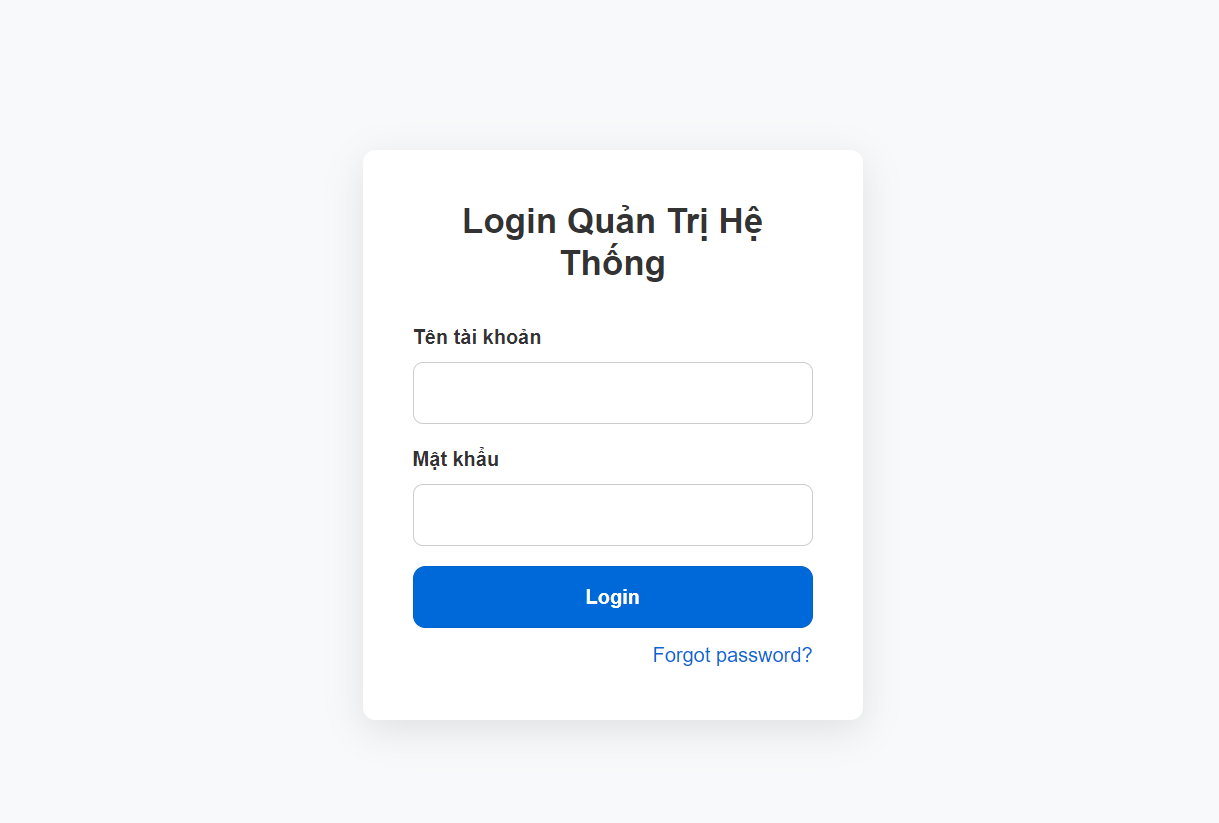 Login Quản Trị Hệ
Thống
Tên tài khoản
Mật khẩu
Login
Forgot password?